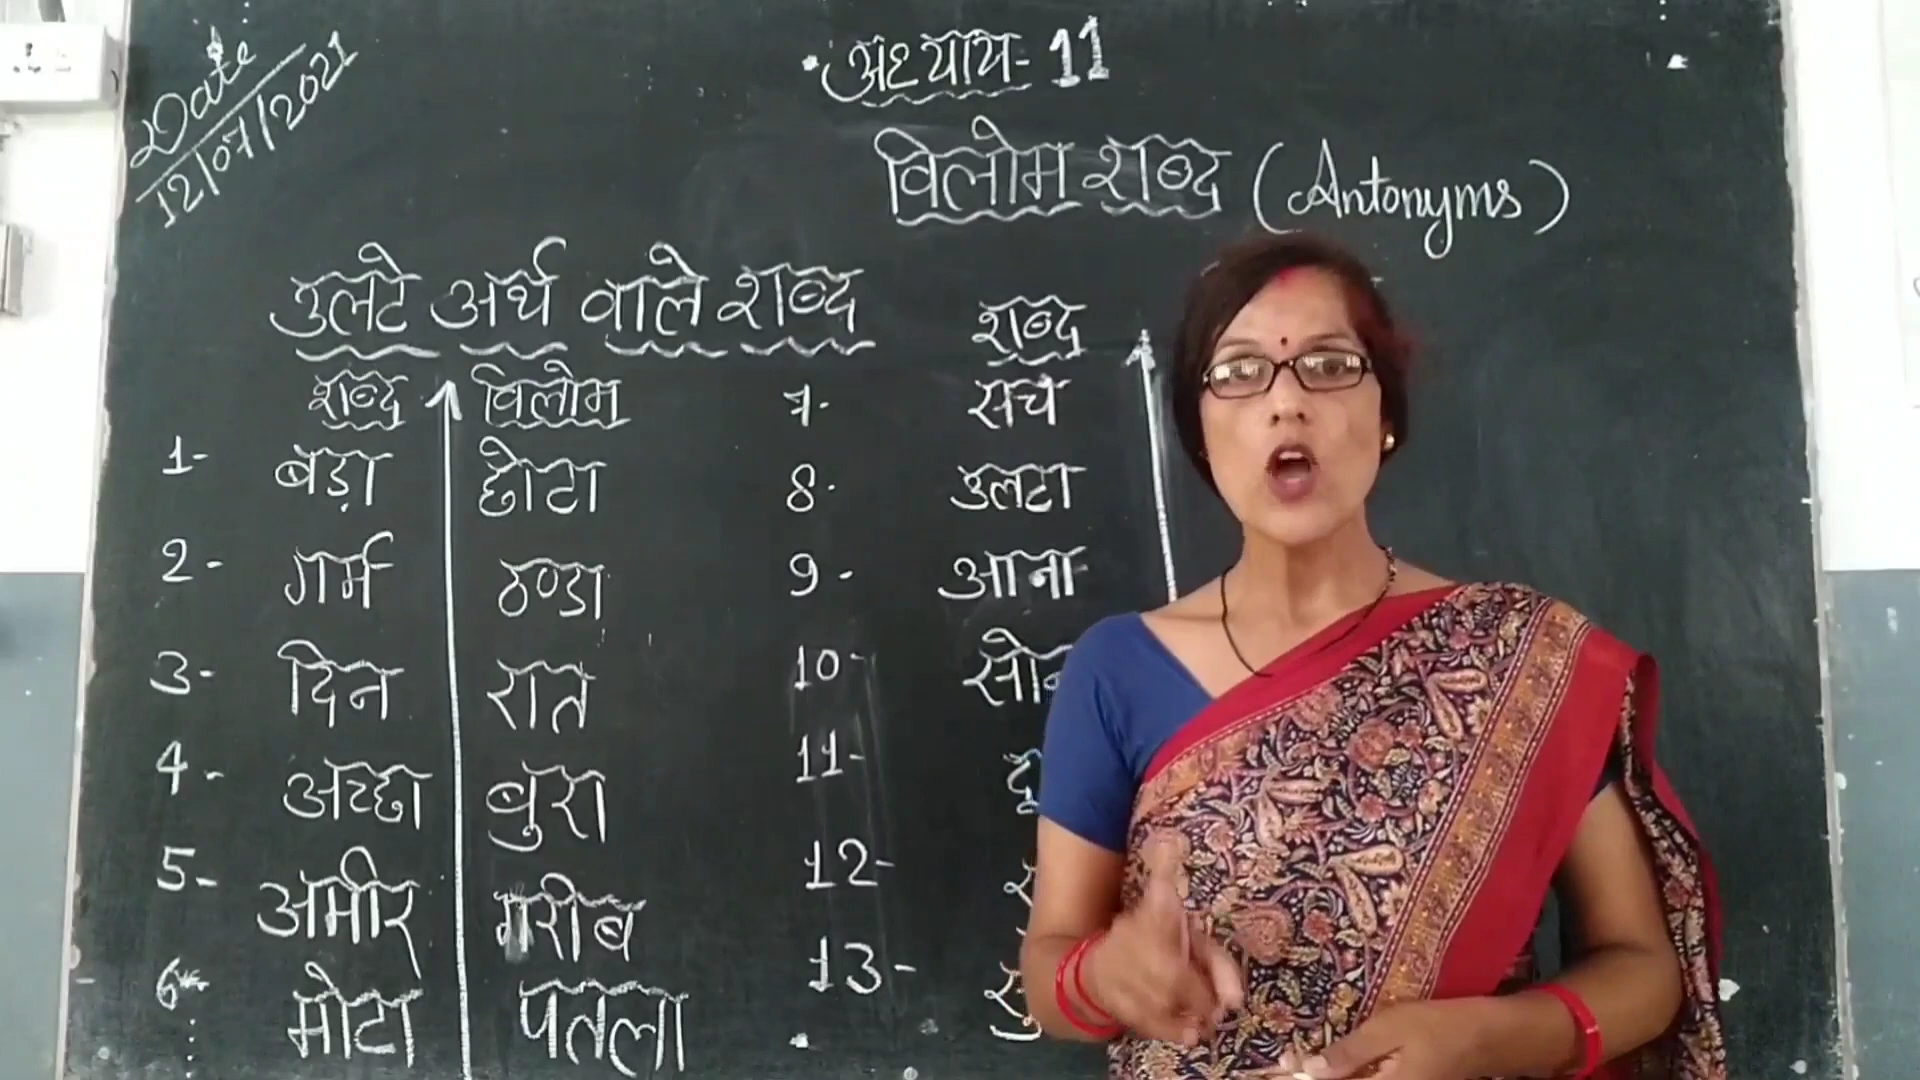 Date
12/07/2021
अध्याय- 11
विलोम शब्द (Antonyms)
उलटे अर्थ वाले शब्द
शब्द विलोम
1- बड़ा छोटा
2- गर्म ठण्डा
3- दिन रात
4- अच्छा बुरा
5- अमीर गरीब
6- मोटा पतला
शब्द
7- सच
8- उलटा
9- आना
10-
11-
12-
13-